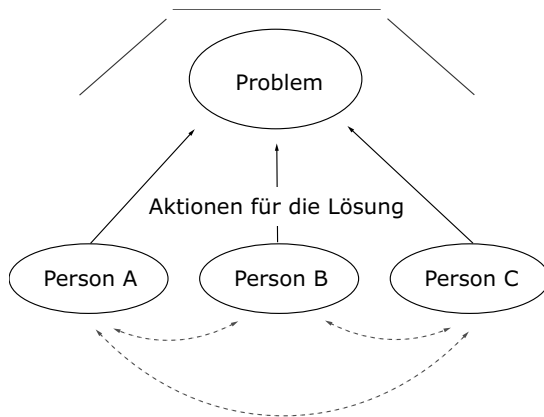 Problem
Aktionen für die Lösung
Person A
Person B
Person C